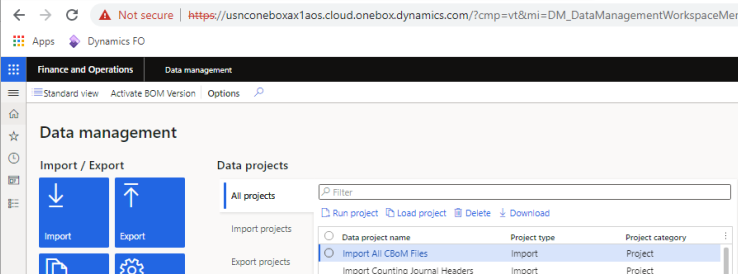 Not secure https://usnconeboxax1aos.cloud.onebox.dynamics.com/?cmp=vt&mi=DM_DataManagementWorkspaceMe
Apps Dynamics FO
Finance and Operations Data management
Standard view Activate BOM Version Options
Data management
Import / Export Data projects
All projects Filter
Run project Load project Delete Download
Import projects Data project name Project type Project category
Import Export Import All CBoM Files Import Project
Export projects Import Counting Journal Headers Import Project